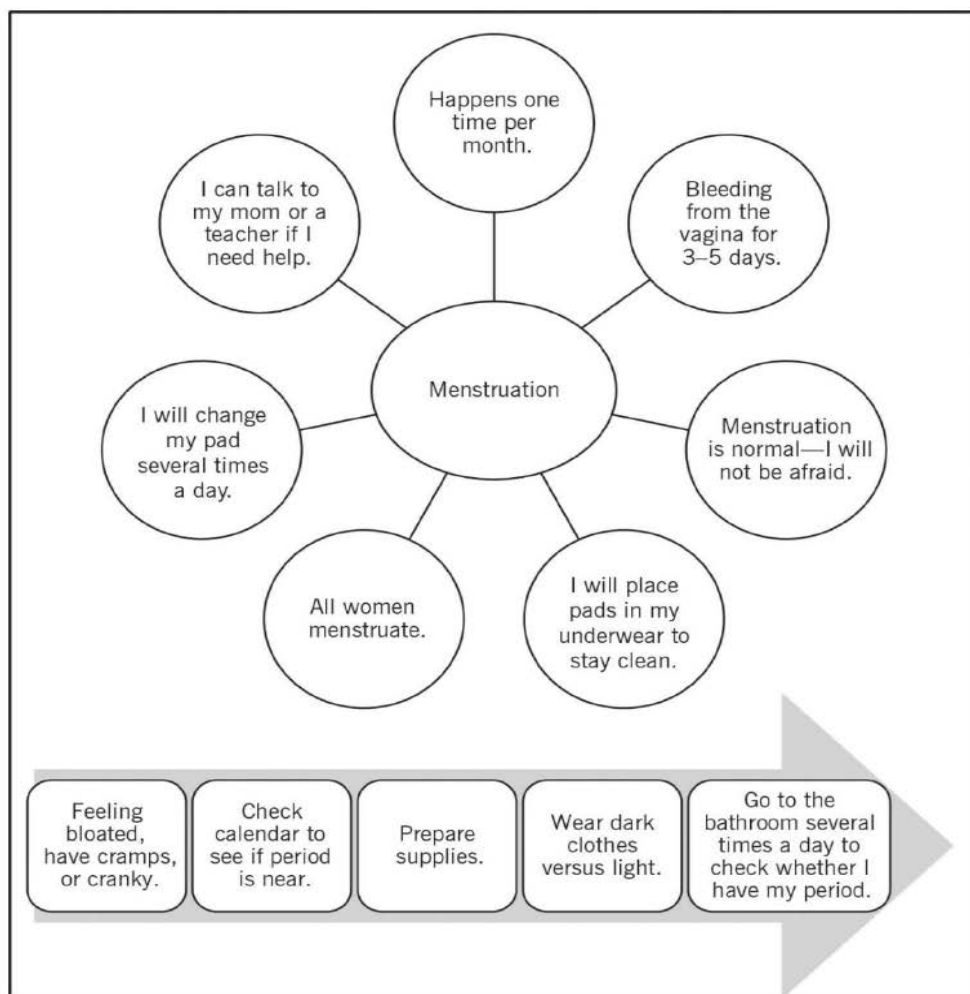 Happens one
time per
month.
I can talk to
my mom or a
teacher if I
need help.
Bleeding
from the
vagina for
3–5 days.
Menstruation
I will change
my pad
several times
a day.
Menstruation
is normal—I will
not be afraid.
All women
menstruate.
I will place
pads in my
underwear to
stay clean.
Feeling
bloated,
have cramps,
or cranky.
Check
calendar to
see if period
is near.
Prepare
supplies.
Wear dark
clothes
versus light.
Go to the
bathroom several
times a day to
check whether I
have my period.